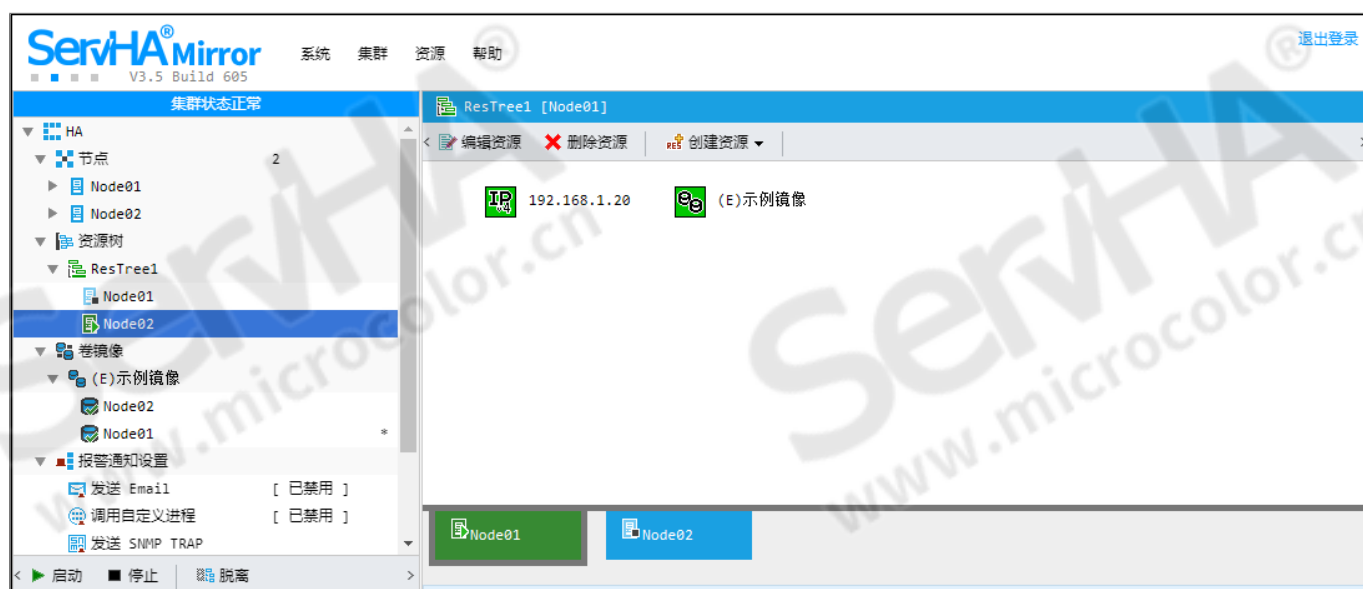 ServHA® Mirror
V3.5 Build 605
系统 集群 资源 帮助
退出登录
集群状态正常
HA
节点 2
Node01
Node02
资源树
ResTree1
Node01
Node02
卷镜像
(E)示例镜像
Node02
Node01 *
报警通知设置
发送 Email [ 已禁用 ]
调用自定义进程 [ 已禁用 ]
发送 SNMP TRAP
启动 停止 脱离
ResTree1 [Node01]
编辑资源 删除资源 RES 创建资源
IP v4 192.168.1.20 (E)示例镜像
Node01 Node02
ServHA®
www.microcolor.cn
ServHA®
www.microcolor.cn